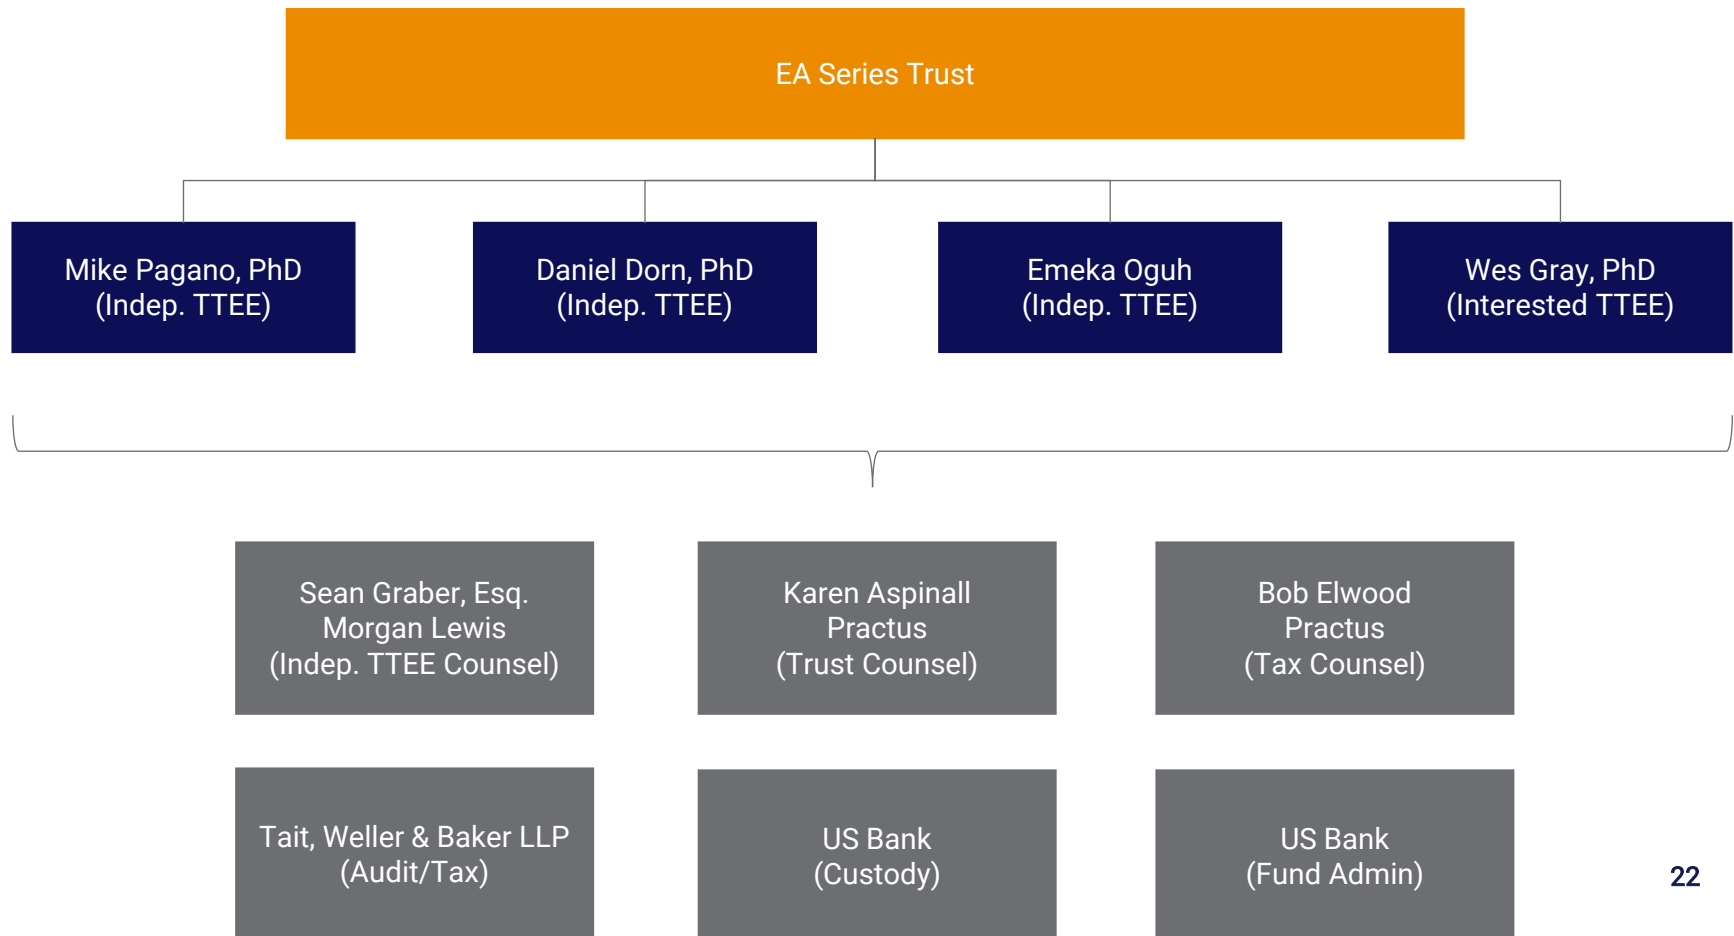 EA Series Trust
Mike Pagano, PhD
(Indep. TTEE)
Daniel Dorn, PhD
(Indep. TTEE)
Emeka Oguh
(Indep. TTEE)
Wes Gray, PhD
(Interested TTEE)
Sean Graber, Esq.
Morgan Lewis
(Indep. TTEE Counsel)
Karen Aspinall
Practus
(Trust Counsel)
Bob Elwood
Practus
(Tax Counsel)
Tait, Weller & Baker LLP
(Audit/Tax)
US Bank
(Custody)
US Bank
(Fund Admin)
22